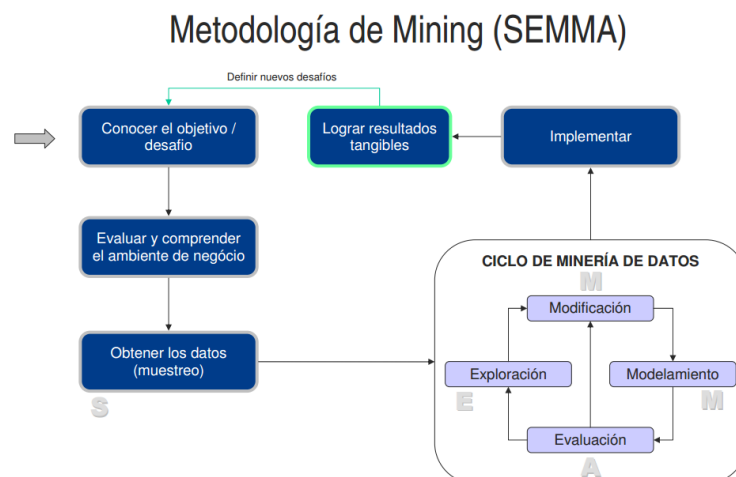 Metodología de Mining (SEMMA)
Definir nuevos desafíos
Conocer el objetivo /
desafio
Lograr resultados
tangibles
Implementar
Evaluar y comprender
el ambiente de negócio
CICLO DE MINERÍA DE DATOS
M
Modificación
Obtener los datos
(muestreo)
S
Exploración
E
Modelamiento
M
Evaluación
A